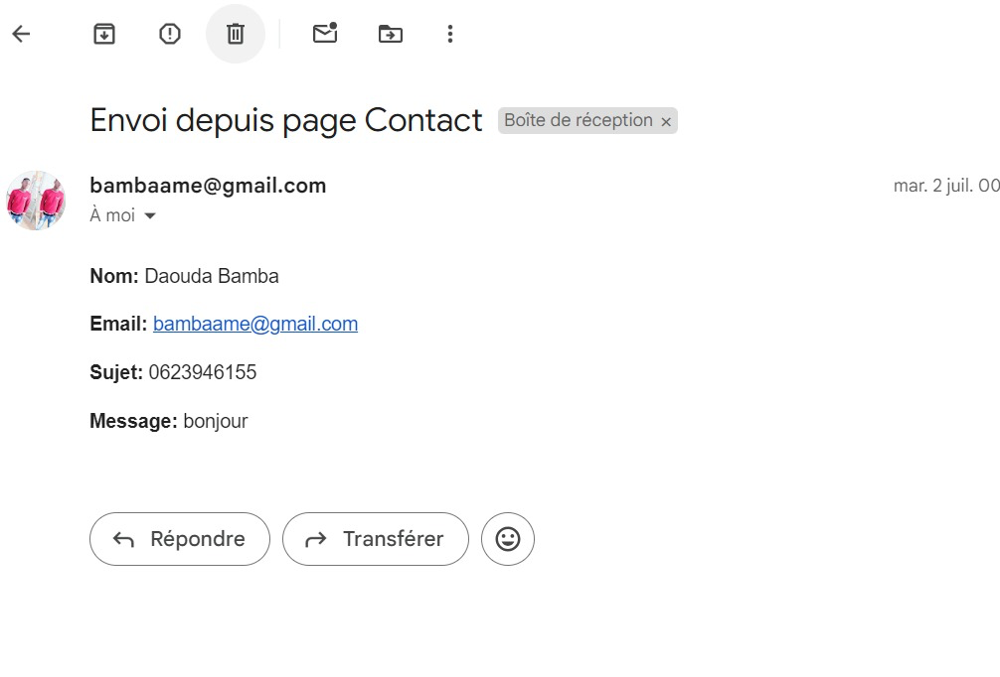 Envoi depuis page Contact Boîte de réception ×
bambaame@gmail.com mar. 2 juil. 00
À moi
Nom: Daouda Bamba
Email: bambaame@gmail.com
Sujet: 0623946155
Message: bonjour
Répondre Transférer